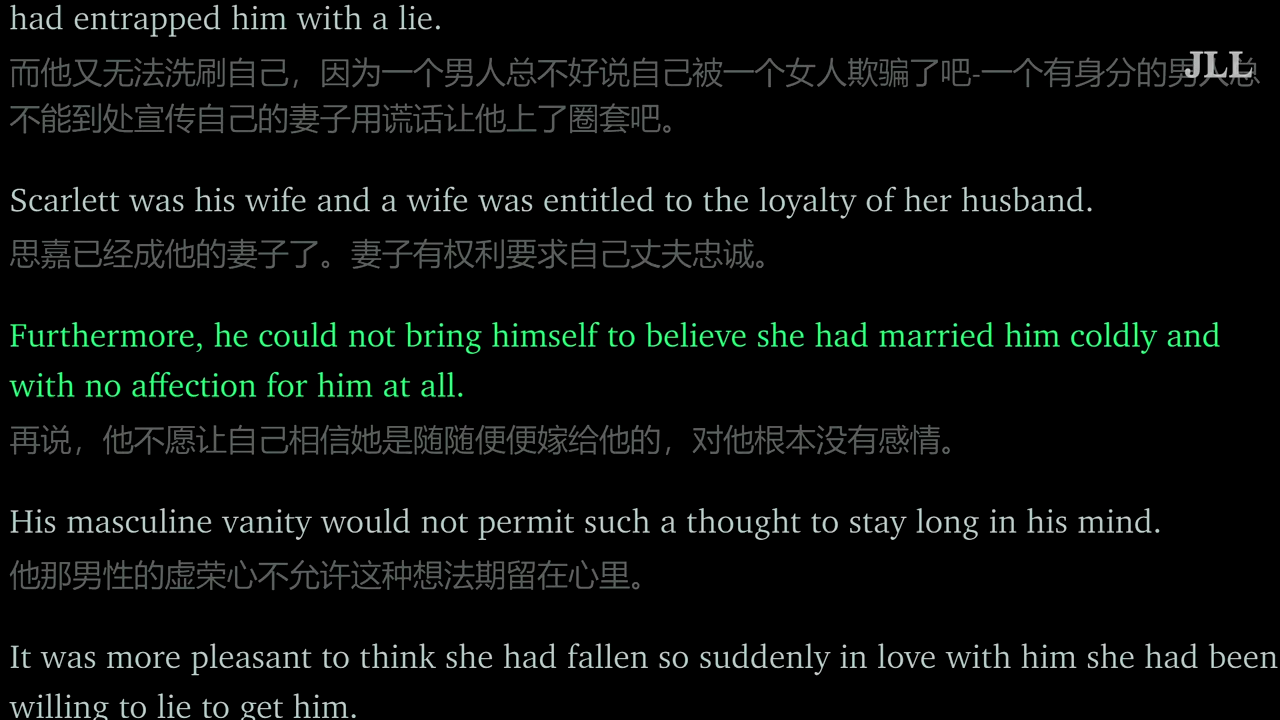 had entrapped him with a lie.
而他又无法洗刷自己，因为一个男人总不好说自己被一个女人欺骗了吧-一个有身分的男人总
JLL
不能到处宣传自己的妻子用谎话让他上了圈套吧。
Scarlett was his wife and a wife was entitled to the loyalty of her husband.
思嘉已经成他的妻子了。妻子有权利要求自己丈夫忠诚。
Furthermore, he could not bring himself to believe she had married him coldly and
with no affection for him at all.
再说，他不愿让自己相信她是随随便便嫁给他的，对他根本没有感情。
His masculine vanity would not permit such a thought to stay long in his mind.
他那男性的虚荣心不允许这种想法期留在心里。
It was more pleasant to think she had fallen so suddenly in love with him she had been
willing to lie to get him.